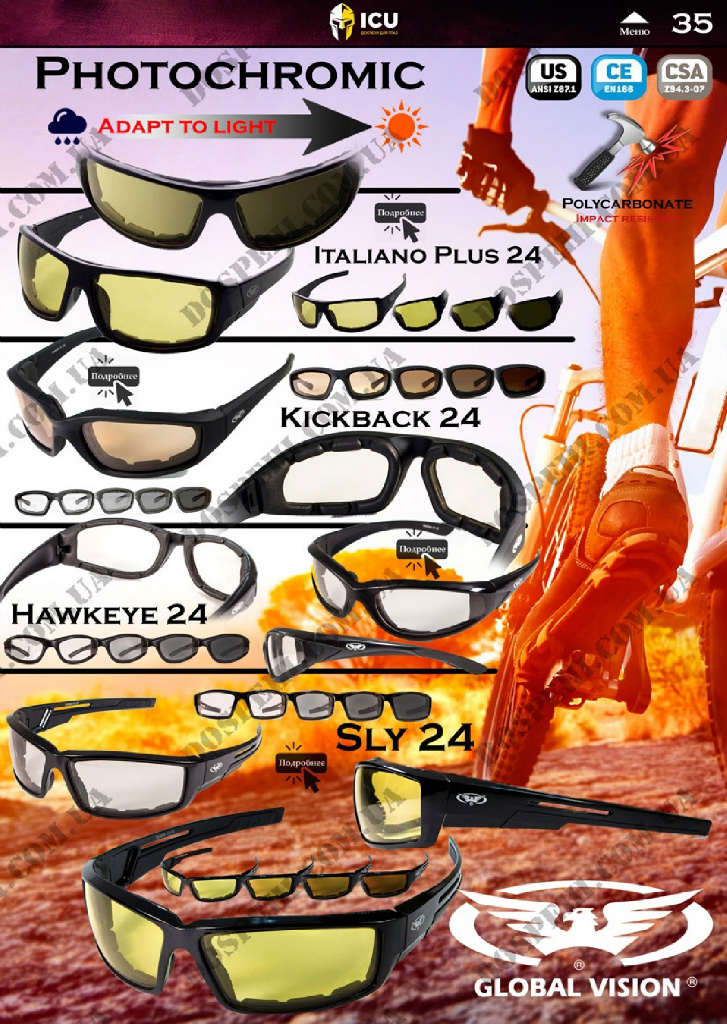 ICU
Меню
35
PHOTOCHROMIC
US
ANSI Z87.1
CE
EN166
CSA
Z94.3-07
ADAPT TO LIGHT
POLYCARBONATE
IMPACT RESIS
Подробнее
ITALIANO PLUS 24
Подробнее
KICKBACK 24
Подробнее
HAWKEYE 24
SLY 24
Подробнее
GLOBAL VISION ®
DOSPEHI.COM.UA